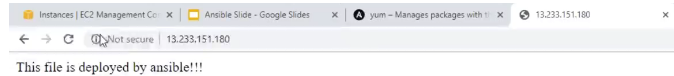 Instances | EC2 Management Con
Ansible Slide - Google Slides
yum – Manages packages with th
13.233.151.180
Not secure
13.233.151.180
This file is deployed by ansible!!!